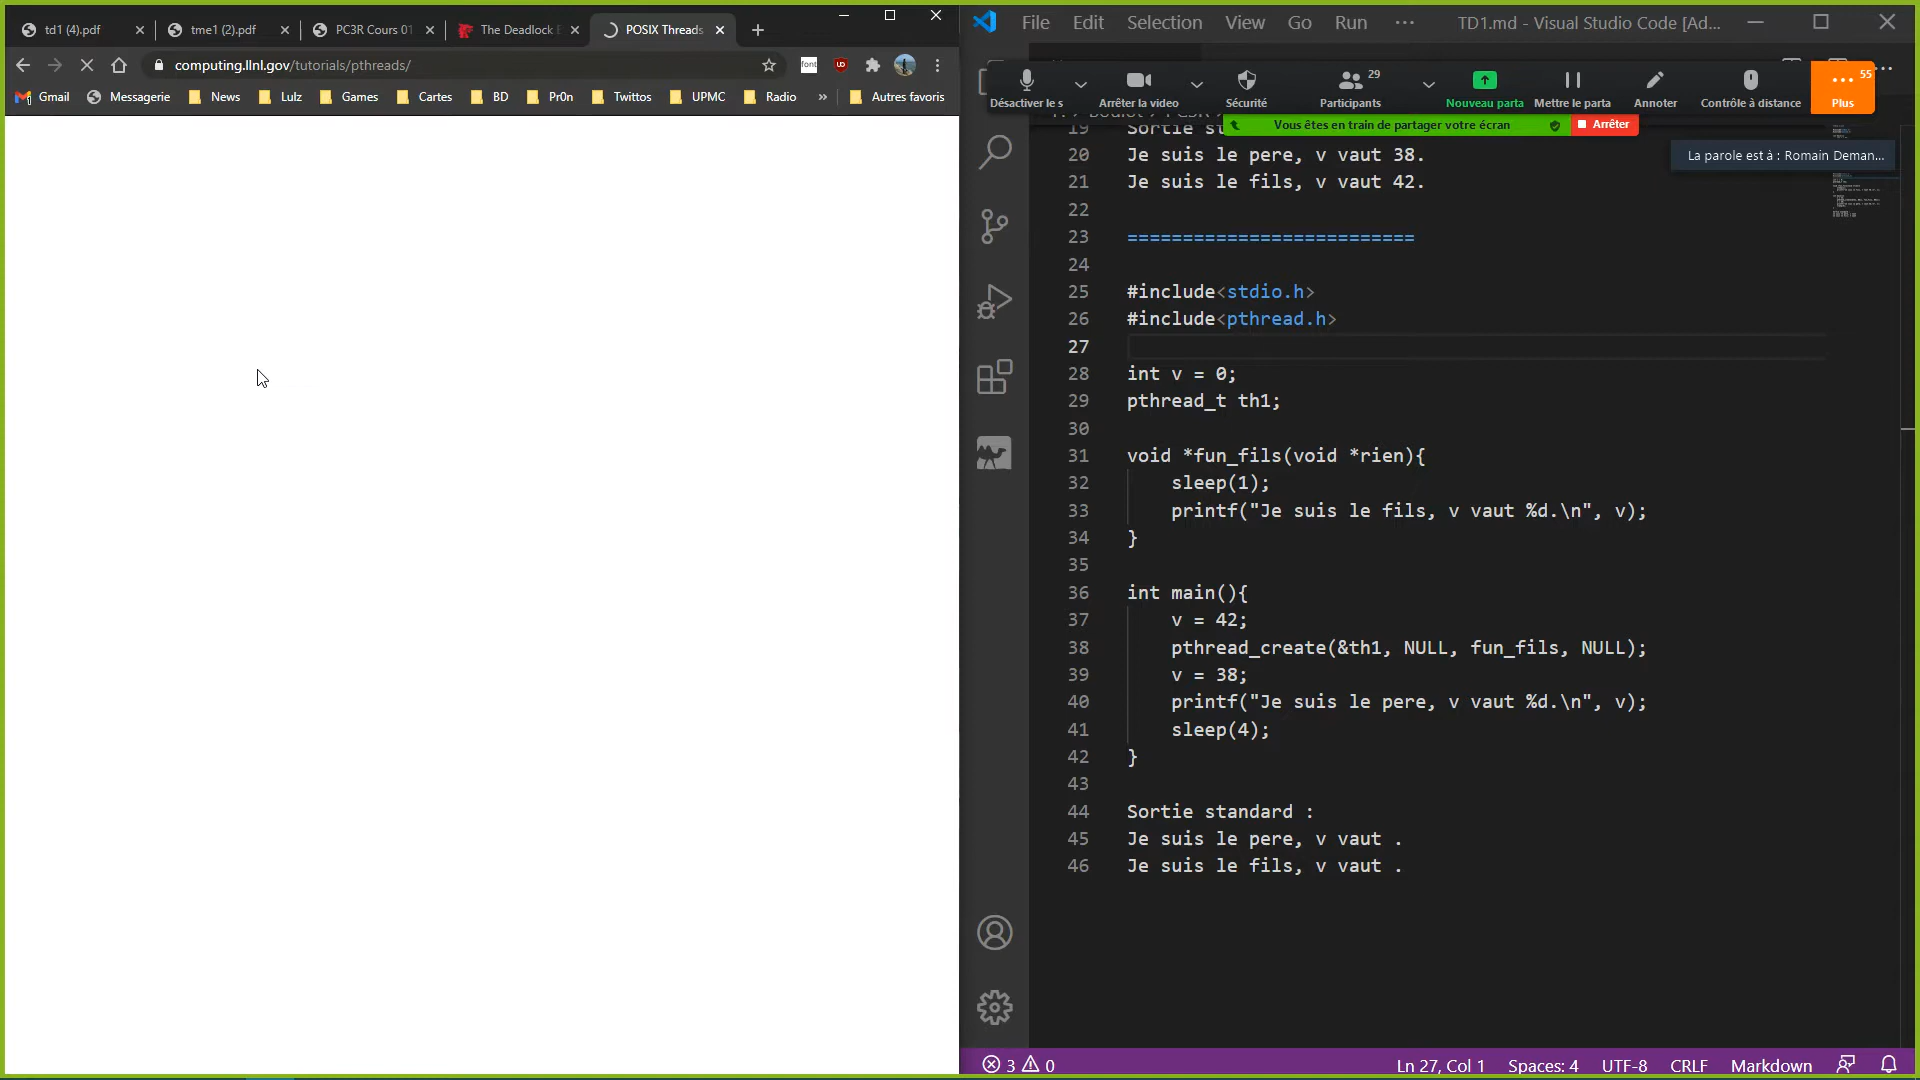 td1 (4).pdf
tme1 (2).pdf
PC3R Cours 01
The Deadlock E
POSIX Threads
computing.llnl.gov/tutorials/pthreads/
font
Gmail
Messagerie
News
Lulz
Games
Cartes
BD
Pr0n
Twittos
UPMC
Radio
»
Autres favoris
File Edit Selection View Go Run ···
TD1.md - Visual Studio Code [Ad...
Désactiver le s
Arrêter la video
Sécurité
29
Participants
Nouveau parta
Mettre le parta
Annoter
Contrôle à distance
55
Plus
Vous êtes en train de partager votre écran
Arrêter
La parole est à : Romain Deman...
19 Sortie st
20 Je suis le pere, v vaut 38.
21 Je suis le fils, v vaut 42.
22
23 ==========================
24
25 #include<stdio.h>
26 #include<pthread.h>
27
28 int v = 0;
29 pthread_t th1;
30
31 void *fun_fils(void *rien){
32 sleep(1);
33 printf("Je suis le fils, v vaut %d.\n", v);
34 }
35
36 int main(){
37 v = 42;
38 pthread_create(&th1, NULL, fun_fils, NULL);
39 v = 38;
40 printf("Je suis le pere, v vaut %d.\n", v);
41 sleep(4);
42 }
43
44 Sortie standard :
45 Je suis le pere, v vaut .
46 Je suis le fils, v vaut .
3 0
Ln 27, Col 1
Spaces: 4
UTF-8
CRLF
Markdown